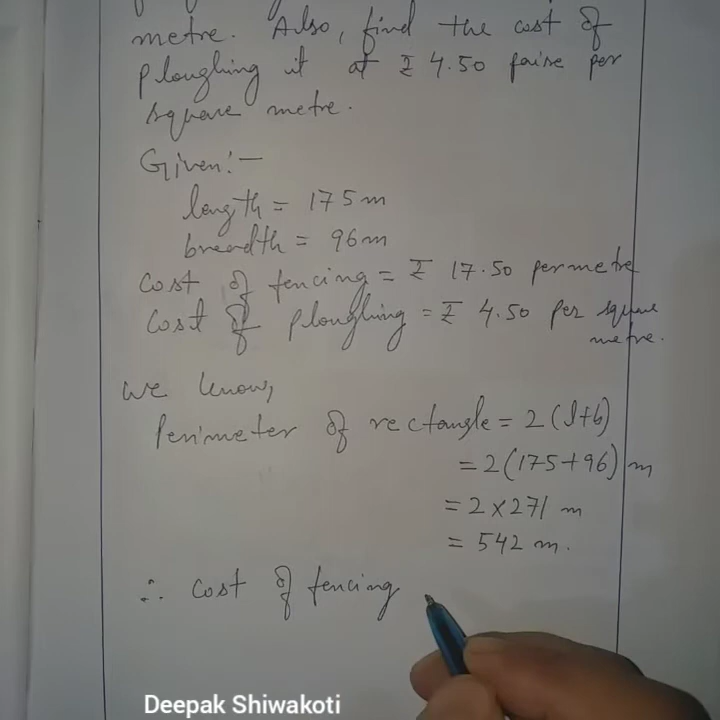 metre. Also, find the cost of
ploughing it at ₹ 4.50 paise per
square metre.
Given:-
length = 175m
breadth = 96m
cost of fencing = ₹ 17.50 per metre
Cost of ploughing = ₹ 4.50 per square
metre.
we know,
Perimeter of rectangle = 2 (l+b)
= 2(175+96) m
= 2 × 271 m
= 542 m.
∴ cost of fencing
Deepak Shiwakoti